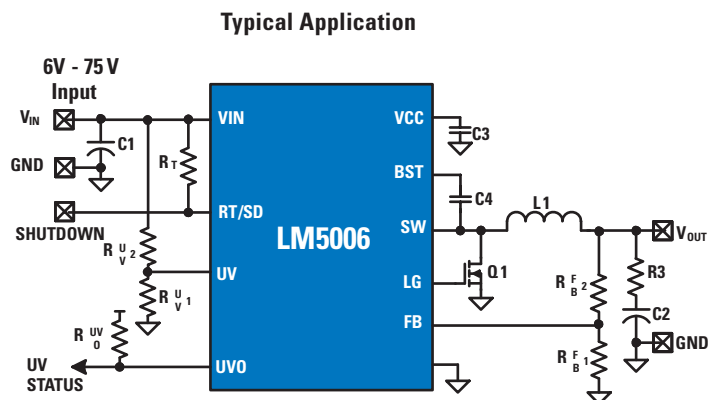 Typical Application
6V - 75 V
Input
VIN
GND
C1
RT
SHUTDOWN
RUV2
RUV1
RUVO
UV
STATUS
VIN
RT/SD
UV
UVO
LM5006
VCC
BST
SW
LG
FB
C3
C4
L1
Q1
VOUT
RFB2
R3
C2
GND
RFB1